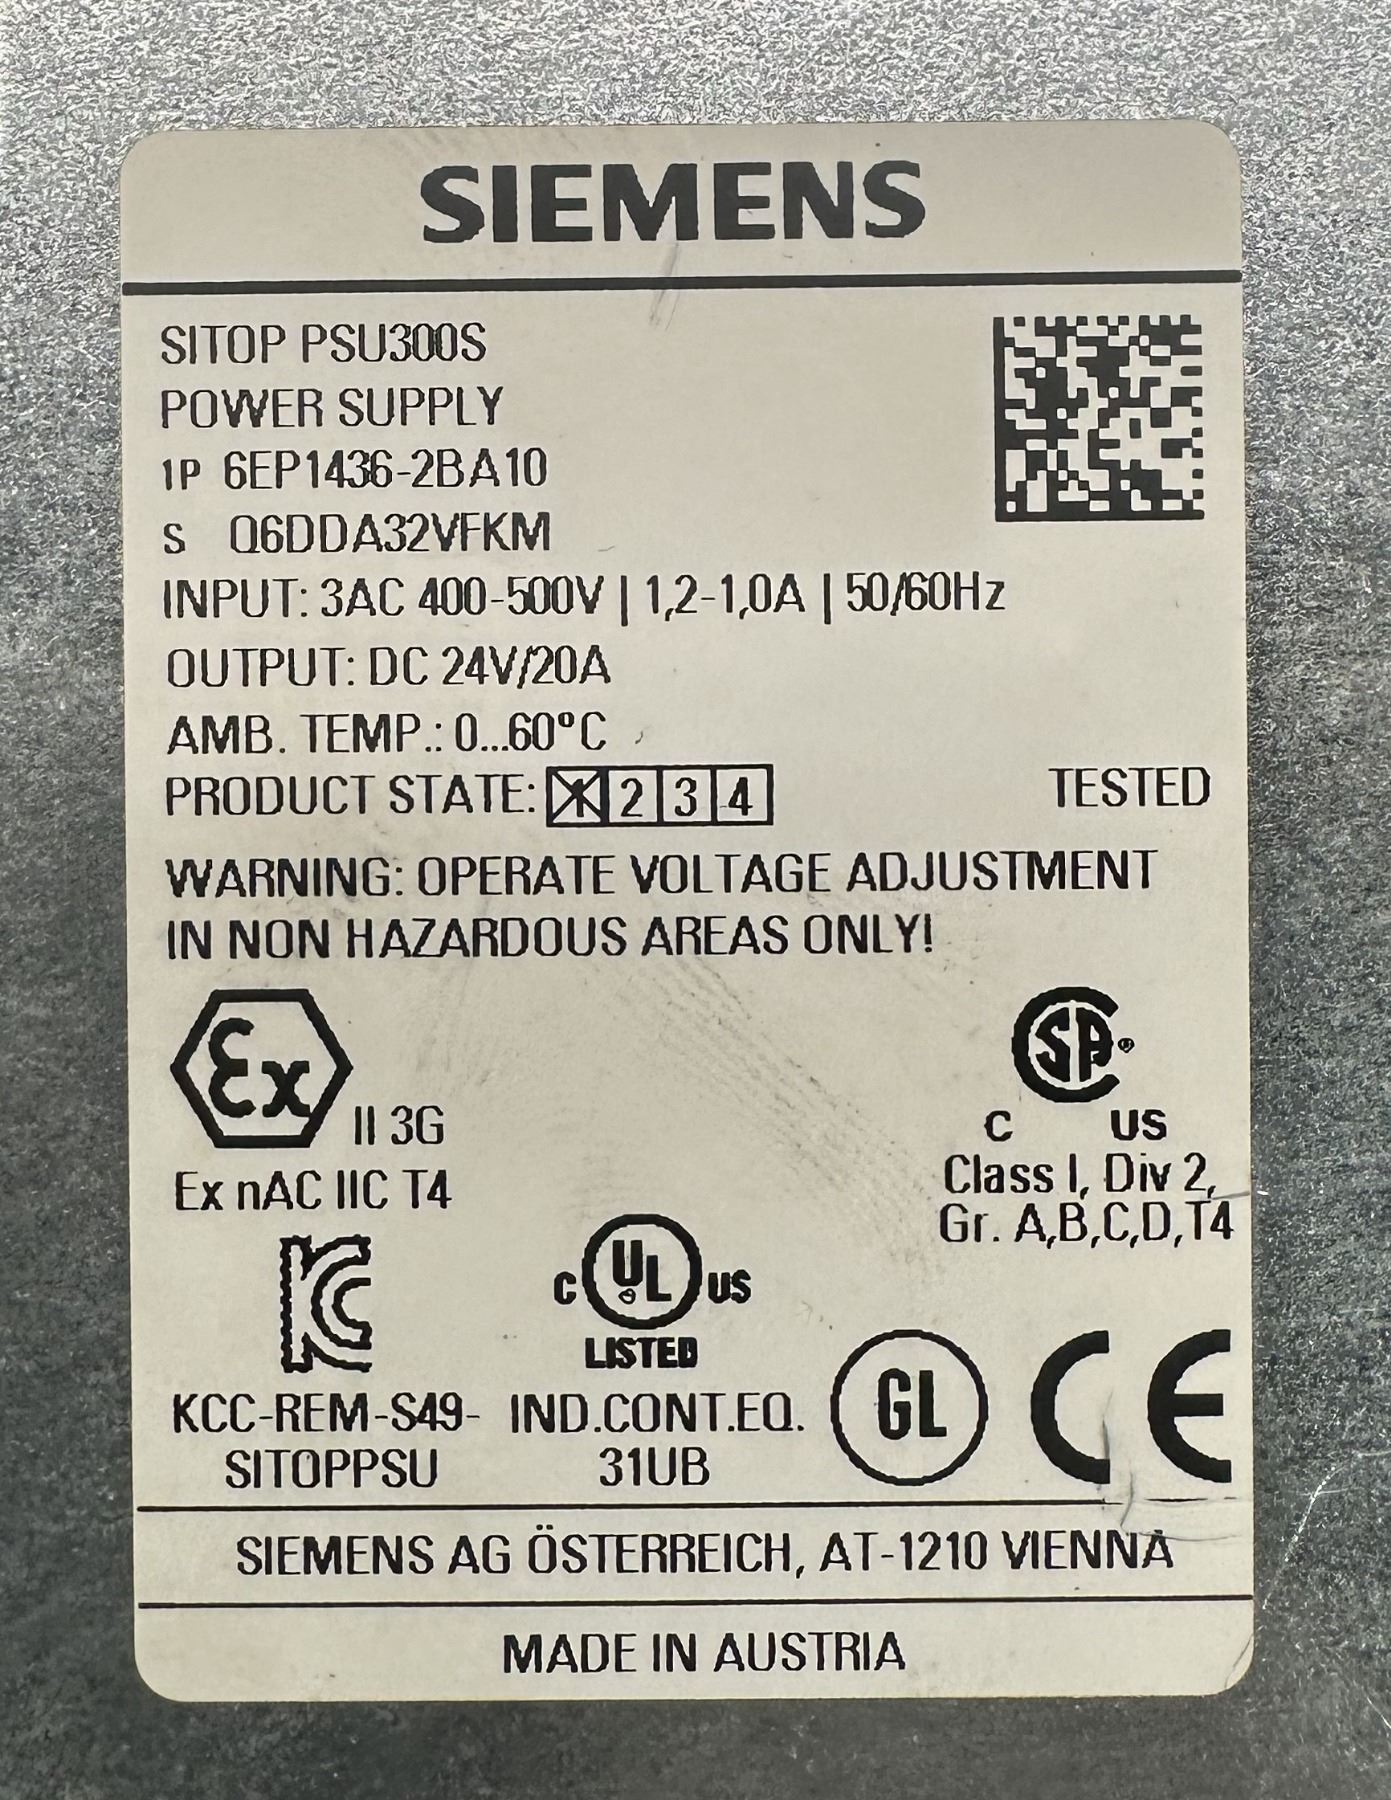 SIEMENS
SITOP PSU300S
POWER SUPPLY
1P 6EP1436-2BA10
S Q6DDA32VFKM
INPUT: 3AC 400-500V | 1,2-1,0A | 50/60Hz
OUTPUT: DC 24V/20A
AMB. TEMP.: 0...60°C
PRODUCT STATE: 1 2 3 4 TESTED
WARNING: OPERATE VOLTAGE ADJUSTMENT
IN NON HAZARDOUS AREAS ONLY!
Ex II 3G
Ex nAC IIC T4
SA®
C US
Class I, Div 2,
Gr. A,B,C,D,T4
KC
KCC-REM-S49-
SITOPPSU
C UL US
LISTED
IND.CONT.EQ.
31UB
GL CE
SIEMENS AG ÖSTERREICH, AT-1210 VIENNA
MADE IN AUSTRIA